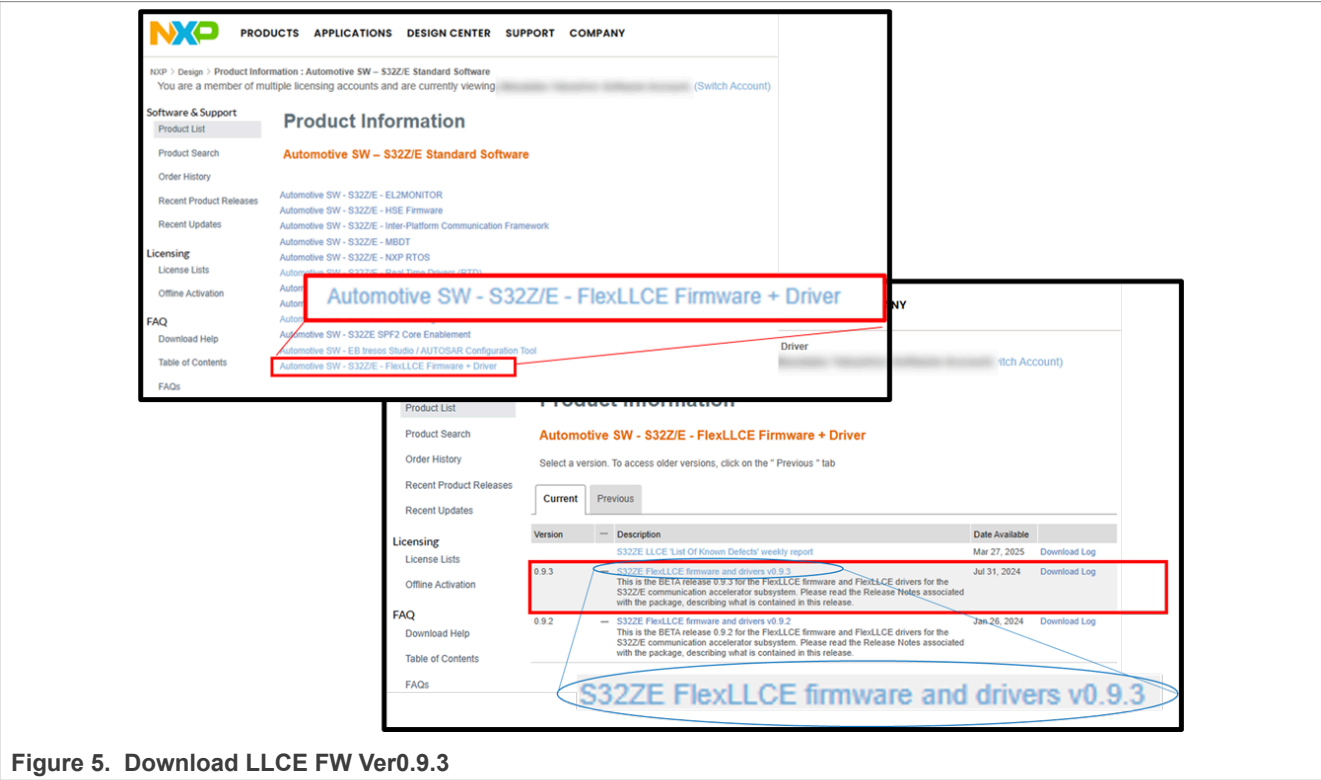 NXP PRODUCTS APPLICATIONS DESIGN CENTER SUPPORT COMPANY
NXP > Design > Product Information : Automotive SW – S32Z/E Standard Software
You are a member of multiple licensing accounts and are currently viewing (Switch Account)
Software & Support
Product List
Product Search
Order History
Recent Product Releases
Recent Updates
Licensing
License Lists
Offline Activation
FAQ
Download Help
Table of Contents
FAQs
Product Information
Automotive SW – S32Z/E Standard Software
Automotive SW - S32Z/E - EL2MONITOR
Automotive SW - S32Z/E - HSE Firmware
Automotive SW - S32Z/E - Inter-Platform Communication Framework
Automotive SW - S32Z/E - MBDT
Automotive SW - S32Z/E - NXP RTOS
Automotive SW - S32Z/E - Real Time Drivers (RTD)
Automotive SW - S32ZE SPF2 Core Enablement
Automotive SW - EB tresos Studio / AUTOSAR Configuration Tool
Automotive SW - S32Z/E - FlexLLCE Firmware + Driver
Automotive SW - S32Z/E - FlexLLCE Firmware + Driver
NY
Driver
itch Account)
Product List
Product Search
Order History
Recent Product Releases
Recent Updates
Licensing
License Lists
Offline Activation
FAQ
Download Help
Table of Contents
FAQs
Product Information
Automotive SW - S32Z/E - FlexLLCE Firmware + Driver
Select a version. To access older versions, click on the " Previous " tab
Current Previous
Version — Description Date Available
S32ZE LLCE 'List Of Known Defects' weekly report Mar 27, 2025 Download Log
0.9.3 — S32ZE FlexLLCE firmware and drivers v0.9.3 Jul 31, 2024 Download Log
This is the BETA release 0.9.3 for the FlexLLCE firmware and FlexLLCE drivers for the
S32Z/E communication accelerator subsystem. Please read the Release Notes associated
with the package, describing what is contained in this release.
0.9.2 — S32ZE FlexLLCE firmware and drivers v0.9.2 Jan 26, 2024 Download Log
This is the BETA release 0.9.2 for the FlexLLCE firmware and FlexLLCE drivers for the
S32Z/E communication accelerator subsystem. Please read the Release Notes associated
with the package, describing what is contained in this release.
S32ZE FlexLLCE firmware and drivers v0.9.3
Figure 5. Download LLCE FW Ver0.9.3